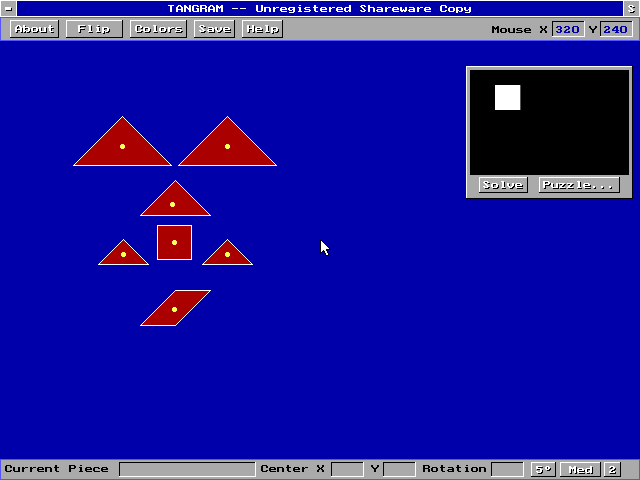 TANGRAM -- Unregistered Shareware Copy S
About Flip Colors Save Help Mouse X 320 Y 240
Solve Puzzle...
Current Piece Center X Y Rotation 5° Med 2